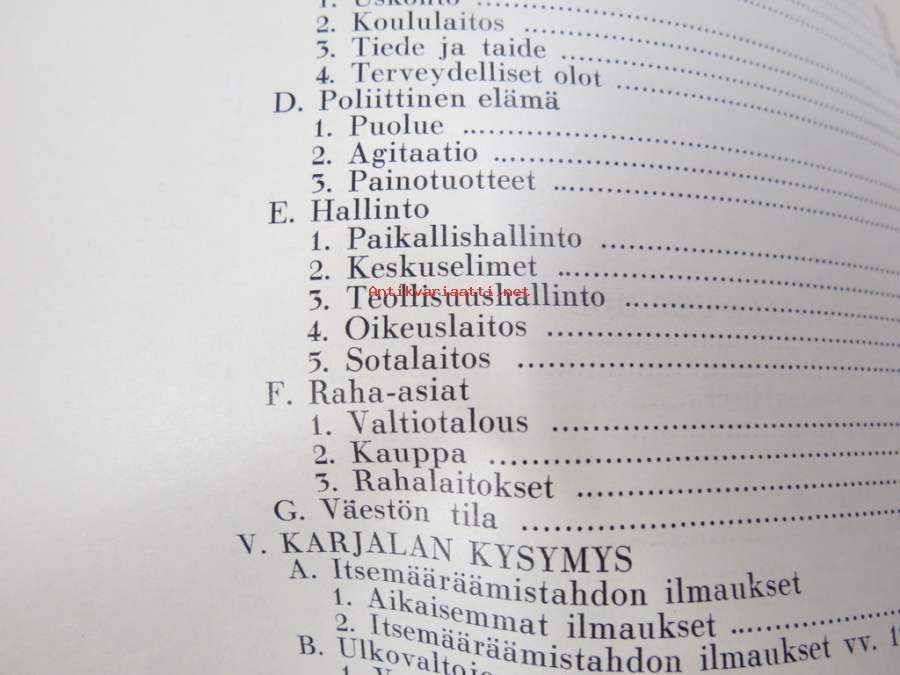 1. Uskonto
2. Koululaitos
3. Tiede ja taide
4. Terveydelliset olot
D. Poliittinen elämä
1. Puolue
2. Agitaatio
3. Painotuotteet
E. Hallinto
1. Paikallishallinto
2. Keskuselimet
Antikvariaatti.net
3. Teollisuushallinto
4. Oikeuslaitos
5. Sotalaitos
F. Raha-asiat
1. Valtiotalous
2. Kauppa
3. Rahalaitokset
G. Väestön tila
V. KARJALAN KYSYMYS
A. Itsemääräämistahdon ilmaukset
1. Aikaisemmat ilmaukset
2. Itsemääräämistahdon ilmaukset vv.
B.